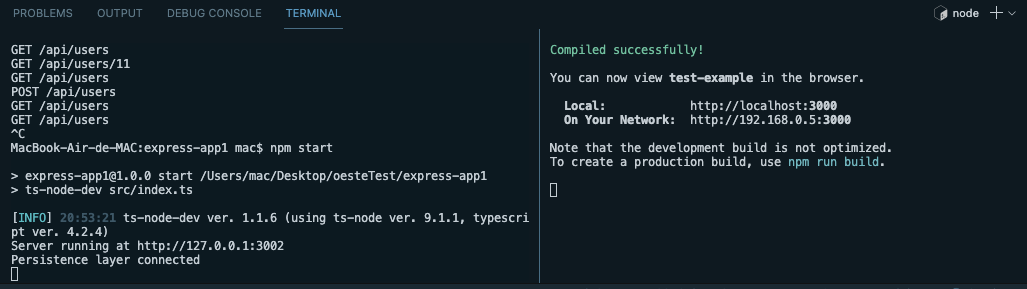 PROBLEMS OUTPUT DEBUG CONSOLE TERMINAL
node
GET /api/users
GET /api/users/11
GET /api/users
POST /api/users
GET /api/users
GET /api/users
^C
MacBook-Air-de-MAC:express-app1 mac$ npm start
> express-app1@1.0.0 start /Users/mac/Desktop/oesteTest/express-app1
> ts-node-dev src/index.ts
[INFO] 20:53:21 ts-node-dev ver. 1.1.6 (using ts-node ver. 9.1.1, typescri
pt ver. 4.2.4)
Server running at http://127.0.0.1:3002
Persistence layer connected
Compiled successfully!
You can now view test-example in the browser.
Local: http://localhost:3000
On Your Network: http://192.168.0.5:3000
Note that the development build is not optimized.
To create a production build, use npm run build.